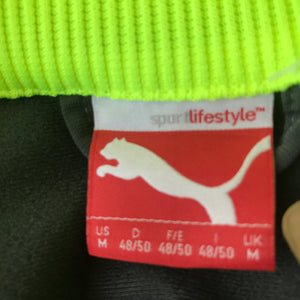 sportlifestyle™
US D F/E I UK
M 48/50 48/50 48/50 M